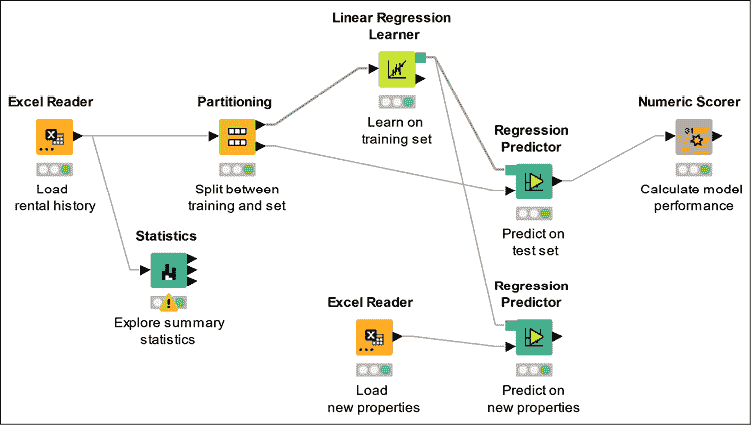 Linear Regression
Learner
Learn on
training set
Excel Reader
Load
rental history
Partitioning
Split between
training and set
Numeric Scorer
31
Calculate model
performance
Regression
Predictor
Predict on
test set
Statistics
Explore summary
statistics
Excel Reader
Load
new properties
Regression
Predictor
Predict on
new properties